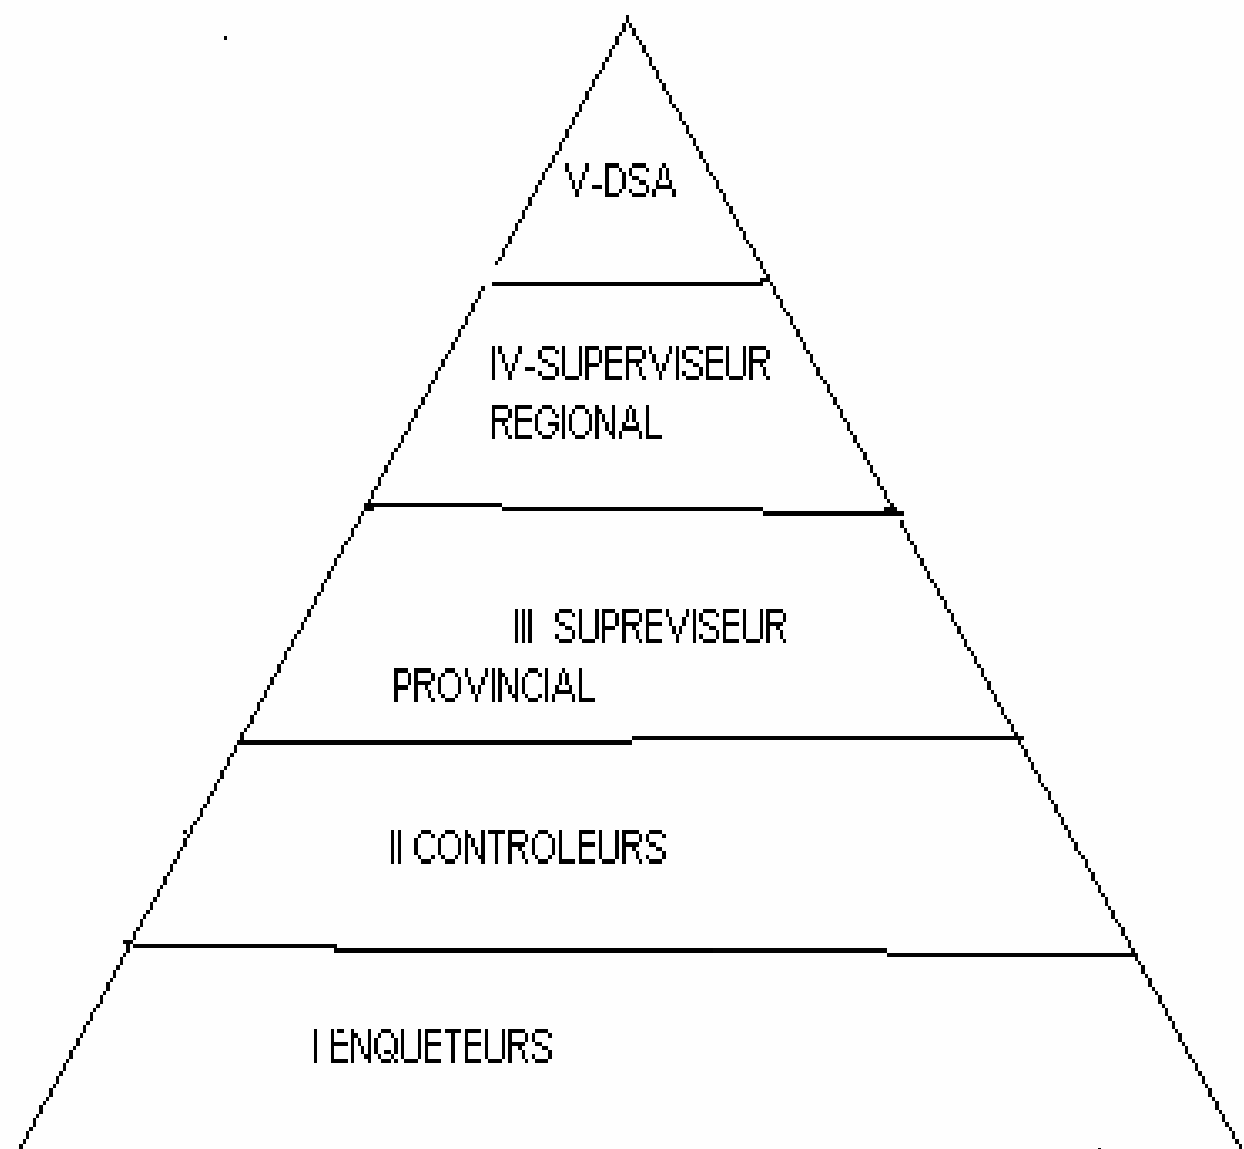 V-DSA
IV-SUPERVISEUR
REGIONAL
III SUPREVISEUR
PROVINCIAL
II CONTROLEURS
I ENQUETEURS